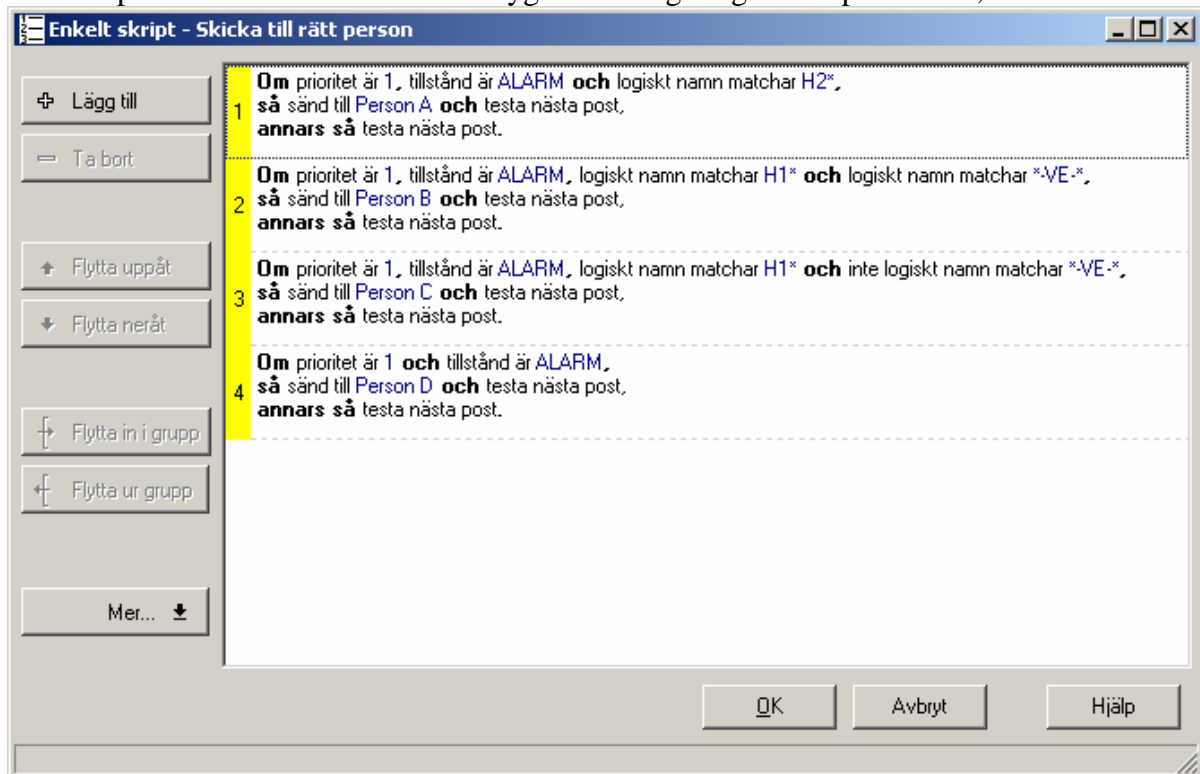 Enkelt skript - Skicka till rätt person
Lägg till
Ta bort
Flytta uppåt
Flytta neråt
Flytta in i grupp
Flytta ur grupp
Mer...
1
Om prioritet är 1, tillstånd är ALARM och logiskt namn matchar H2*,
så sänd till Person A och testa nästa post,
annars så testa nästa post.
2
Om prioritet är 1, tillstånd är ALARM, logiskt namn matchar H1* och logiskt namn matchar *-VE-*,
så sänd till Person B och testa nästa post,
annars så testa nästa post.
3
Om prioritet är 1, tillstånd är ALARM, logiskt namn matchar H1* och inte logiskt namn matchar *-VE-*,
så sänd till Person C och testa nästa post,
annars så testa nästa post.
4
Om prioritet är 1 och tillstånd är ALARM,
så sänd till Person D och testa nästa post,
annars så testa nästa post.
OK
Avbryt
Hjälp